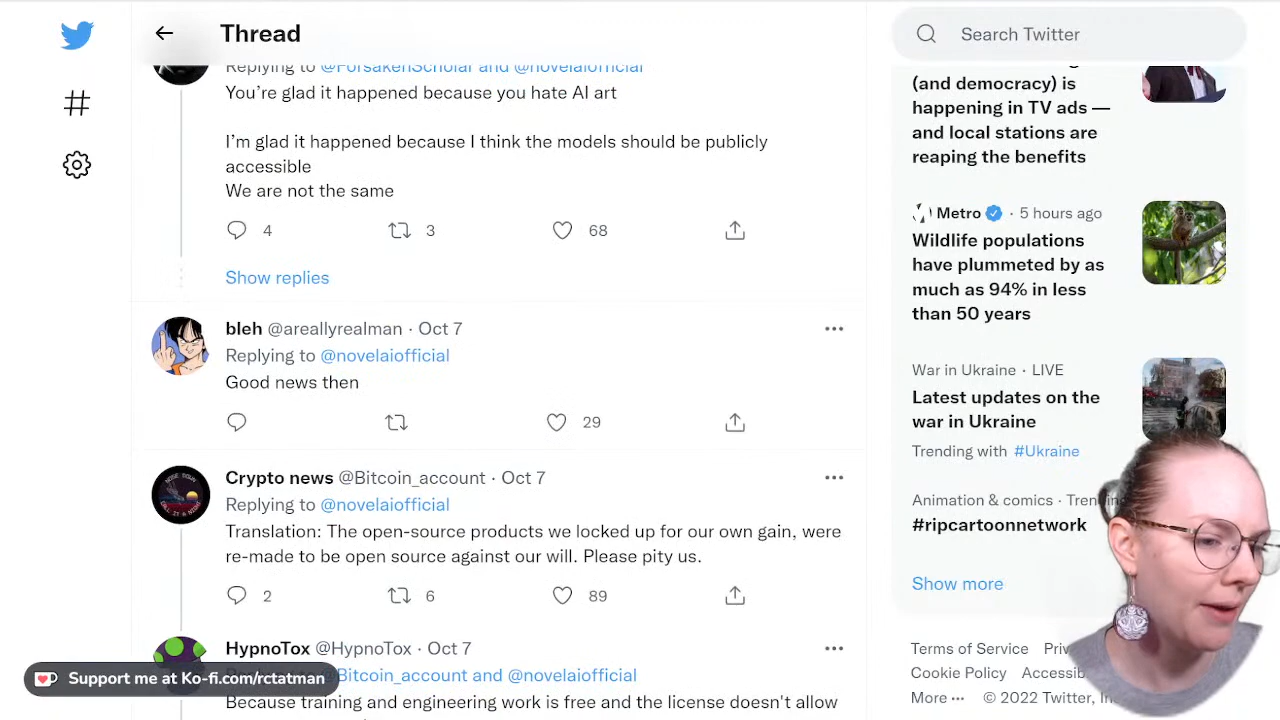 Thread
Search Twitter
Replying to @ForsakenScholar and @novelaiofficial
You're glad it happened because you hate AI art
I'm glad it happened because I think the models should be publicly
accessible
We are not the same
4
3
68
Show replies
bleh @areallyrealman · Oct 7
Replying to @novelaiofficial
Good news then
29
Crypto news @Bitcoin_account · Oct 7
Replying to @novelaiofficial
Translation: The open-source products we locked up for our own gain, were
re-made to be open source against our will. Please pity us.
2
6
89
HypnoTox @HypnoTox · Oct 7
@Bitcoin_account and @novelaiofficial
Because training and engineering work is free and the license doesn't allow
Support me at Ko-fi.com/rctatman
(and democracy) is
happening in TV ads —
and local stations are
reaping the benefits
Metro · 5 hours ago
Wildlife populations
have plummeted by as
much as 94% in less
than 50 years
War in Ukraine · LIVE
Latest updates on the
war in Ukraine
Trending with #Ukraine
Animation & comics · Trending
#ripcartoonnetwork
Show more
Terms of Service
Cookie Policy
More ··· © 2022 Twitter,